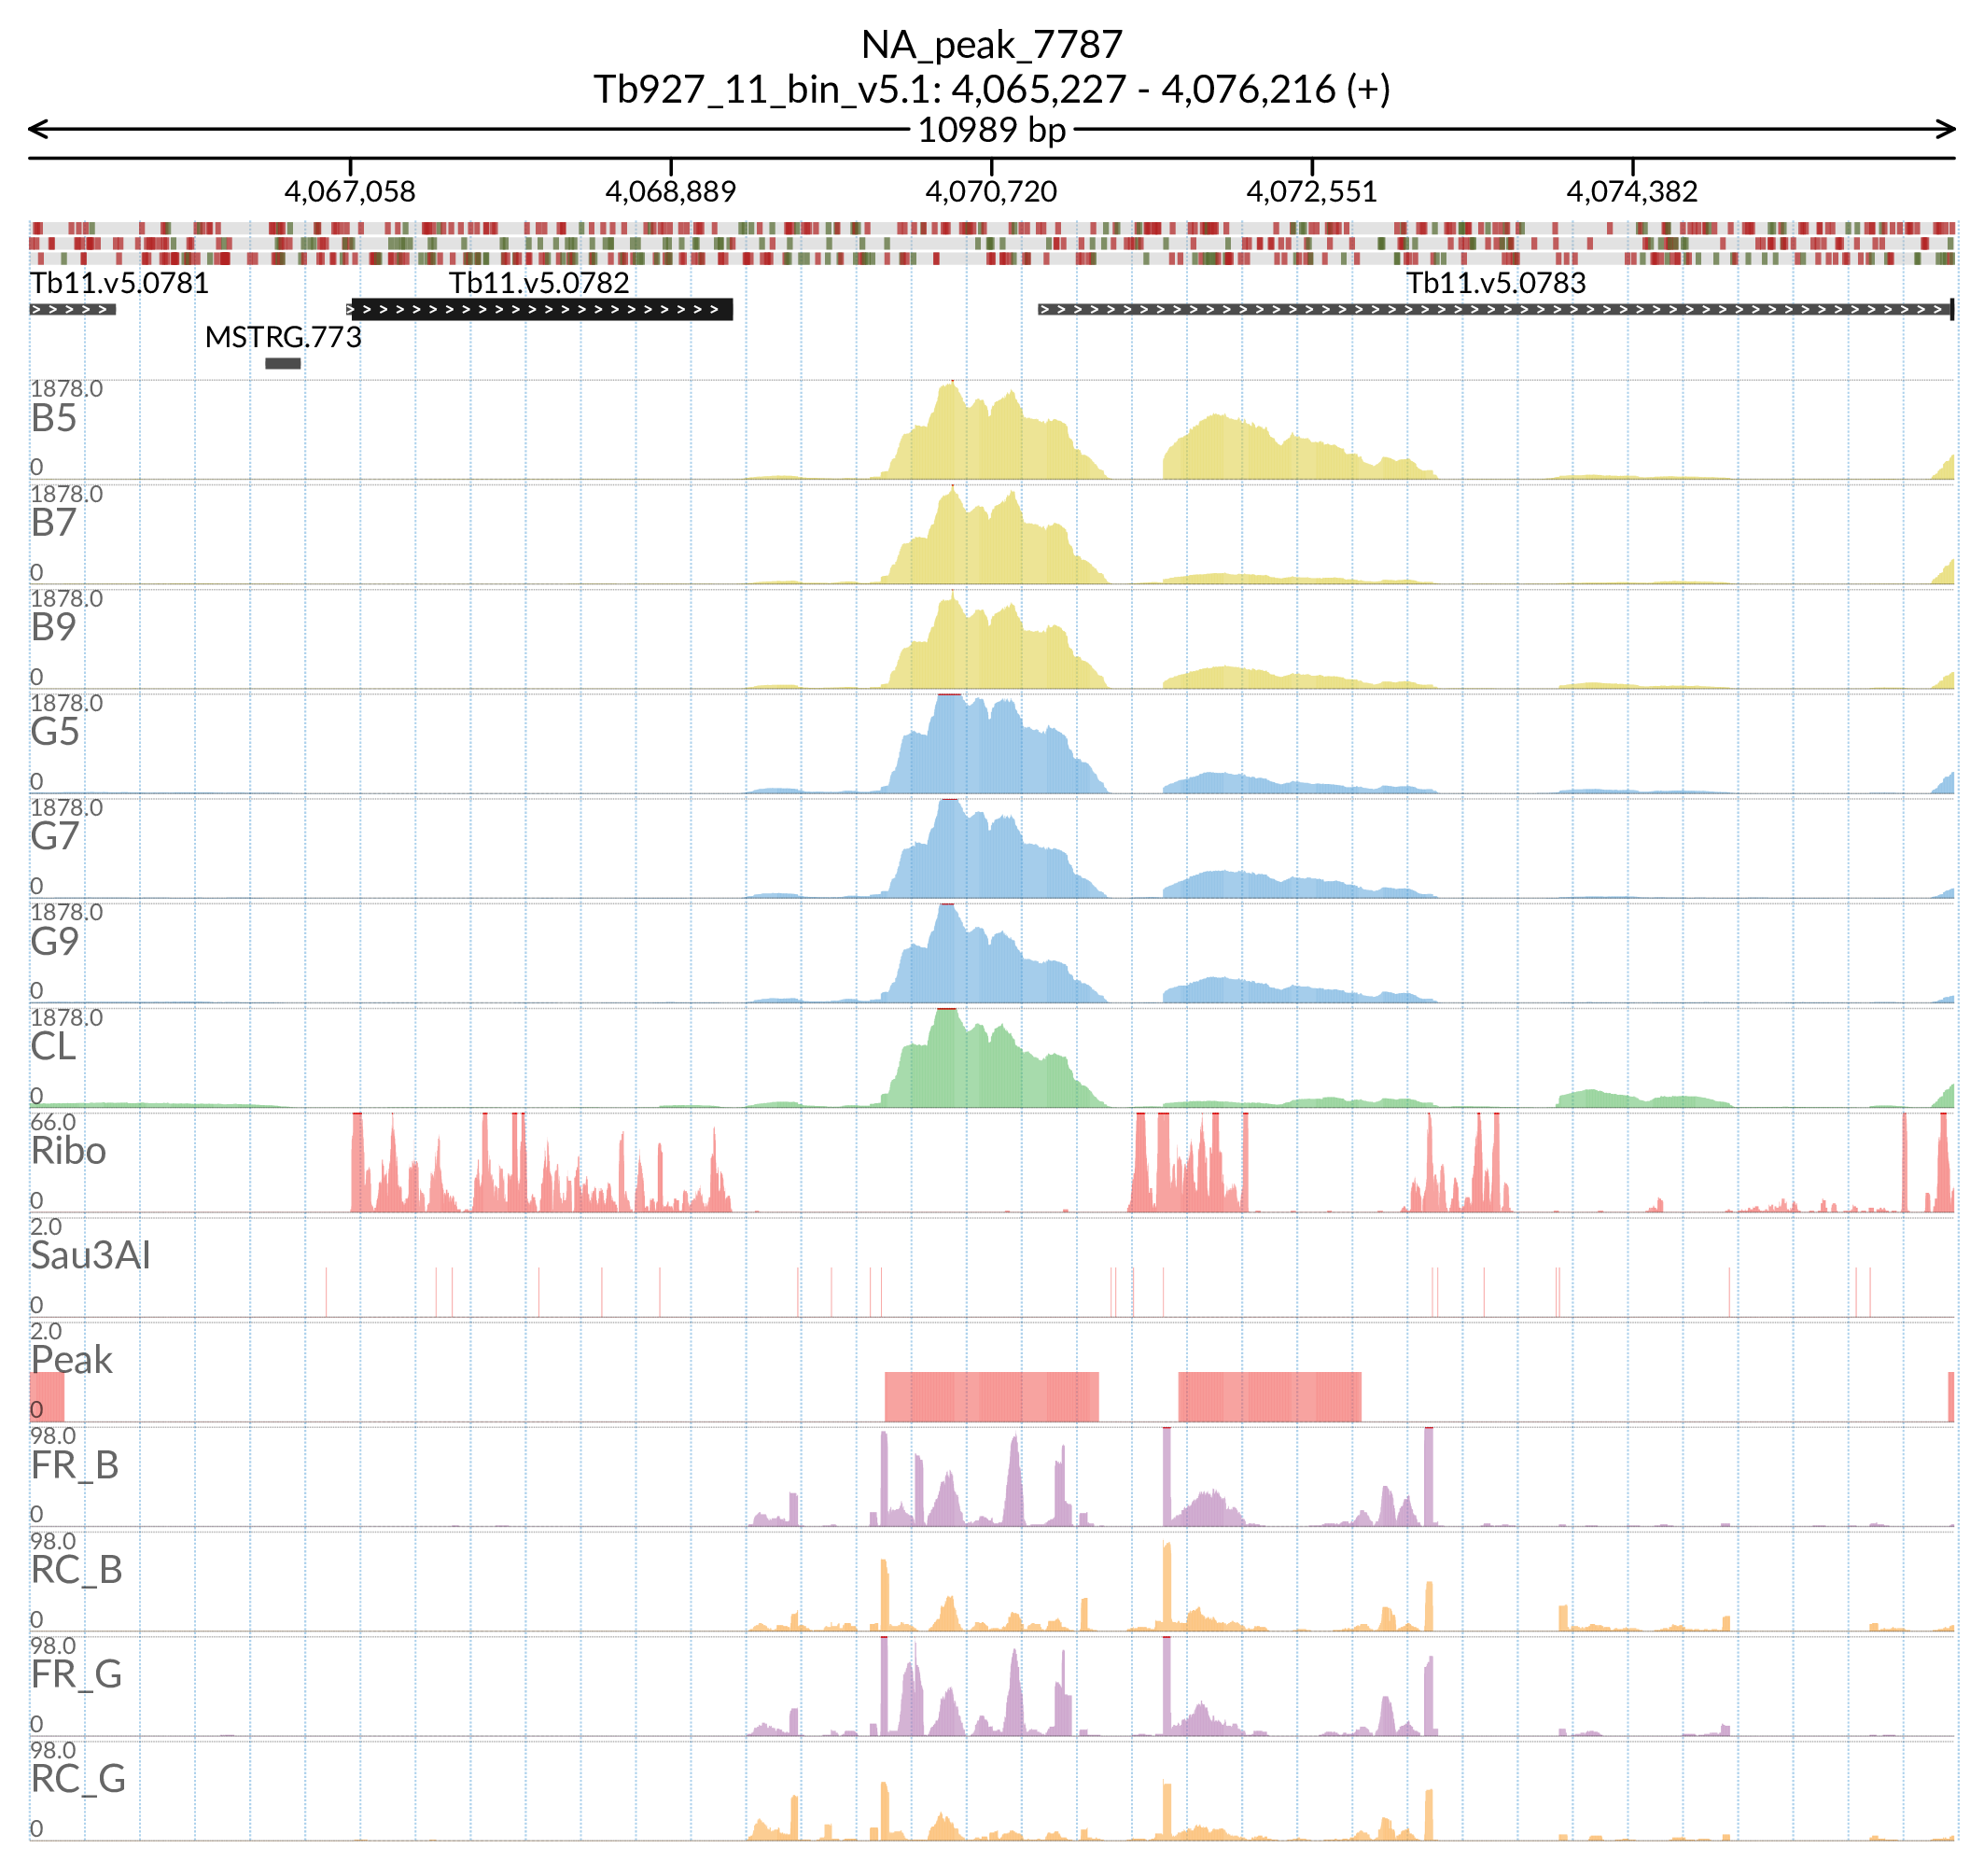 NA_peak_7787
Tb927_11_bin_v5.1: 4,065,227 - 4,076,216 (+)
10989 bp
4,067,058 4,068,889 4,070,720 4,072,551 4,074,382
Tb11.v5.0781 Tb11.v5.0782 Tb11.v5.0783
MSTRG.773
1878.0
B5
0
1878.0
B7
0
1878.0
B9
0
1878.0
G5
0
1878.0
G7
0
1878.0
G9
0
1878.0
CL
0
66.0
Ribo
0
2.0
Sau3AI
0
2.0
Peak
0
98.0
FR_B
0
98.0
RC_B
0
98.0
FR_G
0
98.0
RC_G
0